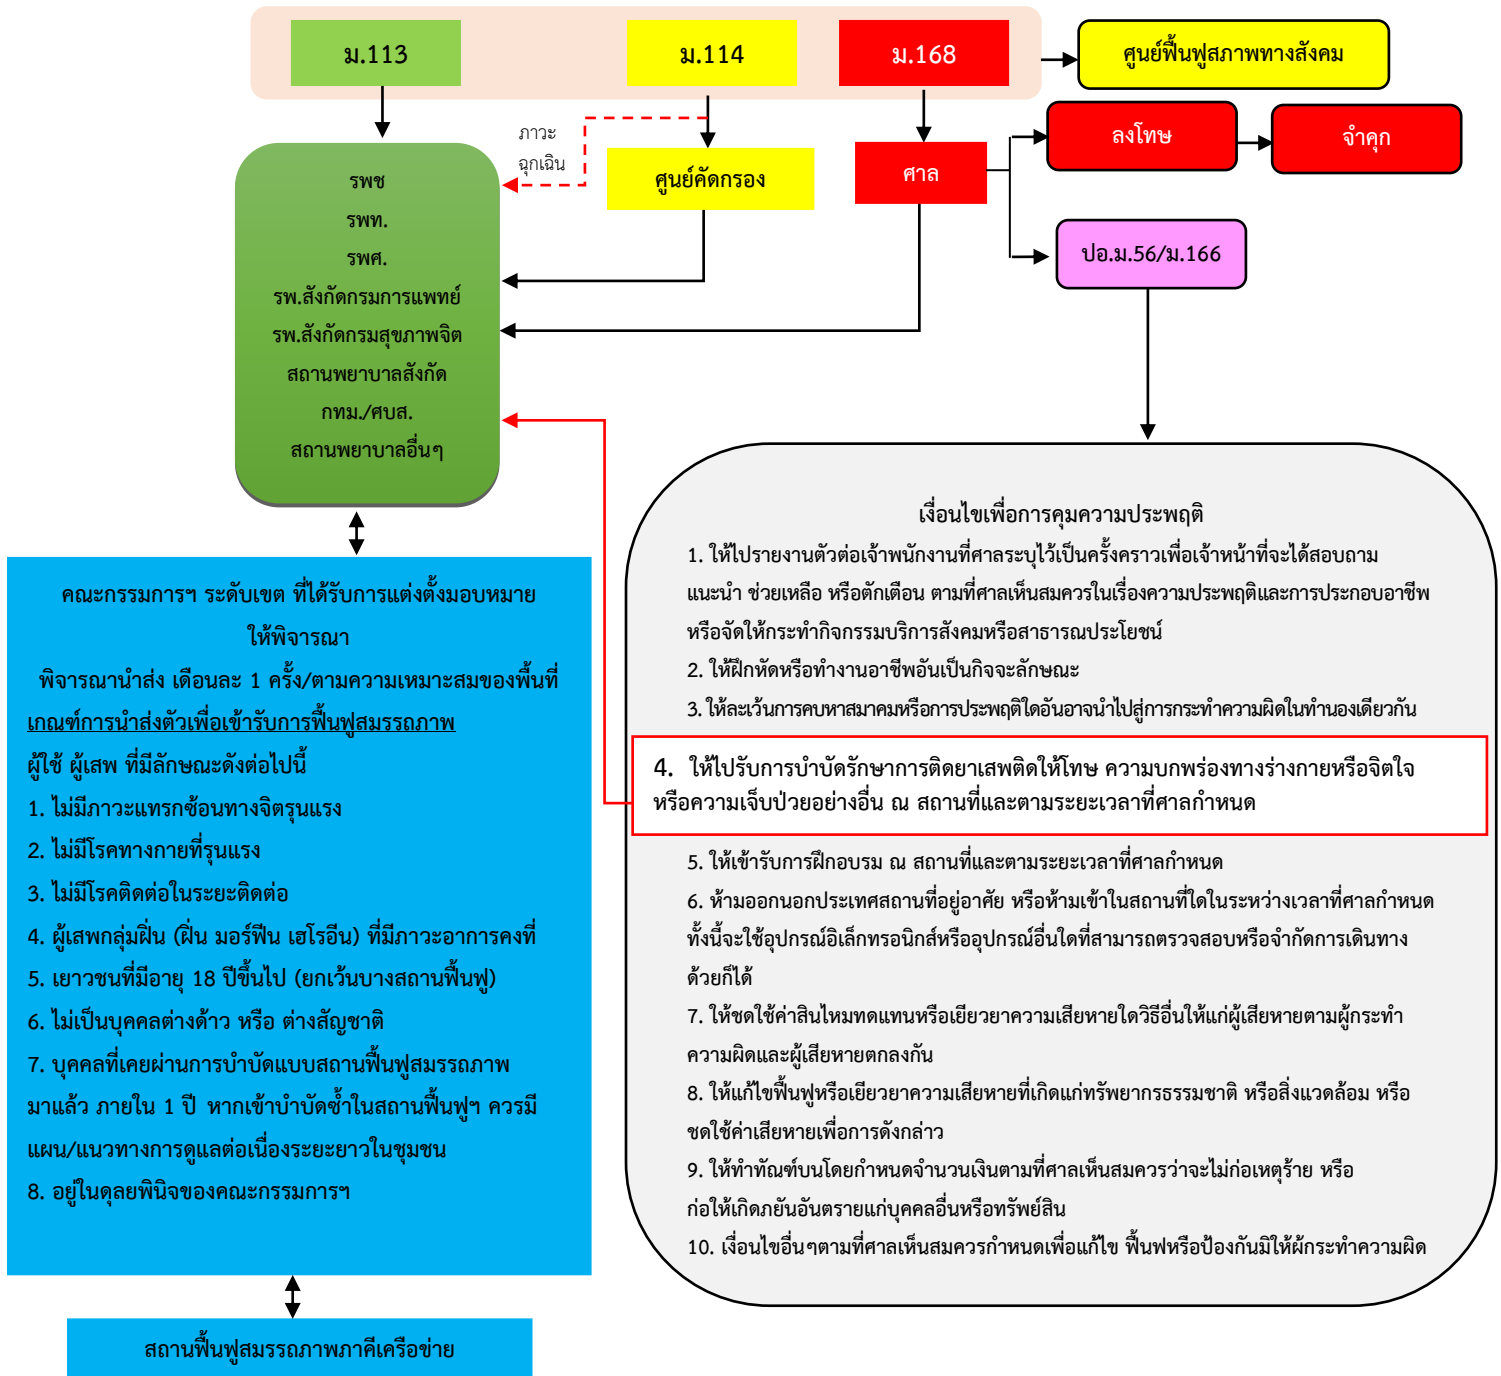 ม.113
ม.114
ม.168
ศูนย์ฟื้นฟูสภาพทางสังคม
ภาวะ
ฉุกเฉิน
ศูนย์คัดกรอง
ศาล
ลงโทษ
จำคุก
ปอ.ม.56/ม.166
รพช
รพท.
รพศ.
รพ.สังกัดกรมการแพทย์
รพ.สังกัดกรมสุขภาพจิต
สถานพยาบาลสังกัด
กทม./ศบส.
สถานพยาบาลอื่นๆ
คณะกรรมการฯ ระดับเขต ที่ได้รับการแต่งตั้งมอบหมาย
ให้พิจารณา
พิจารณานำส่ง เดือนละ 1 ครั้ง/ตามความเหมาะสมของพื้นที่
เกณฑ์การนำส่งตัวเพื่อเข้ารับการฟื้นฟูสมรรถภาพ
ผู้ใช้ ผู้เสพ ที่มีลักษณะดังต่อไปนี้
1. ไม่มีภาวะแทรกซ้อนทางจิตรุนแรง
2. ไม่มีโรคทางกายที่รุนแรง
3. ไม่มีโรคติดต่อในระยะติดต่อ
4. ผู้เสพกลุ่มฝิ่น (ฝิ่น มอร์ฟีน เฮโรอีน) ที่มีภาวะอาการคงที่
5. เยาวชนที่มีอายุ 18 ปีขึ้นไป (ยกเว้นบางสถานฟื้นฟู)
6. ไม่เป็นบุคคลต่างด้าว หรือ ต่างสัญชาติ
7. บุคคลที่เคยผ่านการบำบัดแบบสถานฟื้นฟูสมรรถภาพ
มาแล้ว ภายใน 1 ปี หากเข้าบำบัดซ้ำในสถานฟื้นฟูฯ ควรมี
แผน/แนวทางการดูแลต่อเนื่องระยะยาวในชุมชน
8. อยู่ในดุลยพินิจของคณะกรรมการฯ
สถานฟื้นฟูสมรรถภาพภาคีเครือข่าย
เงื่อนไขเพื่อการคุมความประพฤติ
1. ให้ไปรายงานตัวต่อเจ้าพนักงานที่ศาลระบุไว้เป็นครั้งคราวเพื่อเจ้าหน้าที่จะได้สอบถาม
แนะนำ ช่วยเหลือ หรือตักเตือน ตามที่ศาลเห็นสมควรในเรื่องความประพฤติและการประกอบอาชีพ
หรือจัดให้กระทำกิจกรรมบริการสังคมหรือสาธารณประโยชน์
2. ให้ฝึกหัดหรือทำงานอาชีพอันเป็นกิจจะลักษณะ
3. ให้ละเว้นการคบหาสมาคมหรือการประพฤติใดอันอาจนำไปสู่การกระทำความผิดในทำนองเดียวกัน
4. ให้ไปรับการบำบัดรักษาการติดยาเสพติดให้โทษ ความบกพร่องทางร่างกายหรือจิตใจ
หรือความเจ็บป่วยอย่างอื่น ณ สถานที่และตามระยะเวลาที่ศาลกำหนด
5. ให้เข้ารับการฝึกอบรม ณ สถานที่และตามระยะเวลาที่ศาลกำหนด
6. ห้ามออกนอกประเทศสถานที่อยู่อาศัย หรือห้ามเข้าในสถานที่ใดในระหว่างเวลาที่ศาลกำหนด
ทั้งนี้จะใช้อุปกรณ์อิเล็กทรอนิกส์หรืออุปกรณ์อื่นใดที่สามารถตรวจสอบหรือจำกัดการเดินทาง
ด้วยก็ได้
7. ให้ชดใช้ค่าสินไหมทดแทนหรือเยียวยาความเสียหายใดวิธีอื่นให้แก่ผู้เสียหายตามผู้กระทำ
ความผิดและผู้เสียหายตกลงกัน
8. ให้แก้ไขฟื้นฟูหรือเยียวยาความเสียหายที่เกิดแก่ทรัพยากรธรรมชาติ หรือสิ่งแวดล้อม หรือ
ชดใช้ค่าเสียหายเพื่อการดังกล่าว
9. ให้ทำทัณฑ์บนโดยกำหนดจำนวนเงินตามที่ศาลเห็นสมควรว่าจะไม่ก่อเหตุร้าย หรือ
ก่อให้เกิดภยันอันตรายแก่บุคคลอื่นหรือทรัพย์สิน
10. เงื่อนไขอื่นๆตามที่ศาลเห็นสมควรกำหนดเพื่อแก้ไข ฟื้นฟูหรือป้องกันมิให้ผู้กระทำความผิด